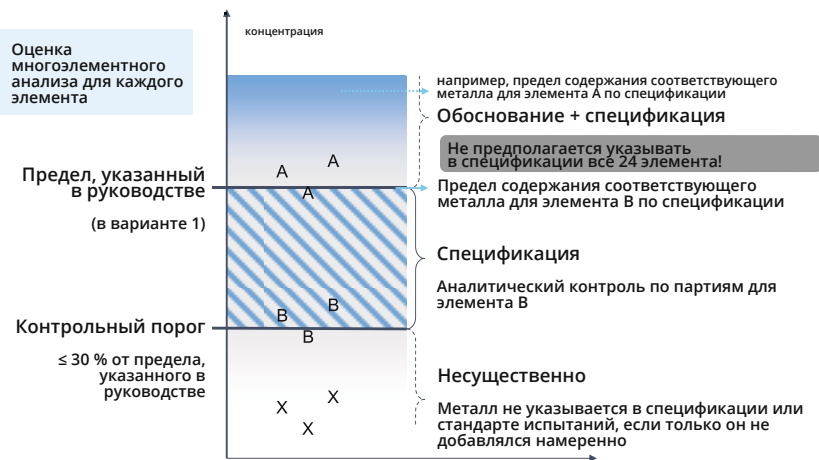 концентрация
Оценка
многоэлементного
анализа для каждого
элемента
например, предел содержания соответствующего
металла для элемента А по спецификации
Обоснование + спецификация
Не предполагается указывать
в спецификации все 24 элемента!
A
A
A
Предел, указанный
в руководстве
(в варианте 1)
Предел содержания соответствующего
металла для элемента В по спецификации
Спецификация
Аналитический контроль по партиям для
элемента В
B
B
B
Контрольный порог
≤ 30 % от предела,
указанного в
руководстве
Несущественно
Металл не указывается в спецификации или
стандарте испытаний, если только он не
добавлялся намеренно
X
X
X